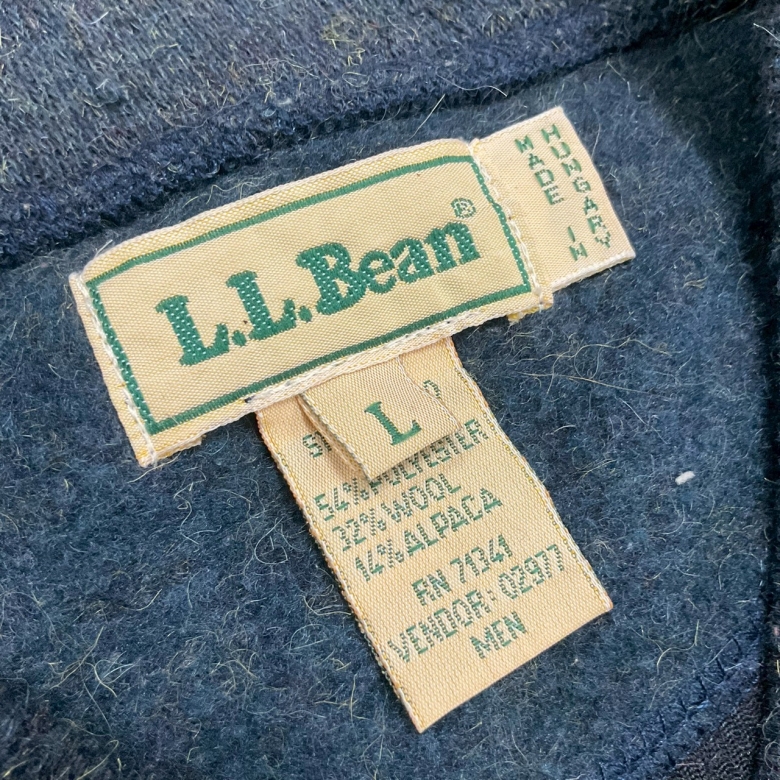 L.L.Bean®
MADE IN
HUNGARY
L
54% POLYESTER
32% WOOL
14% ALPACA
RN 71341
VENDOR: 02977
MEN